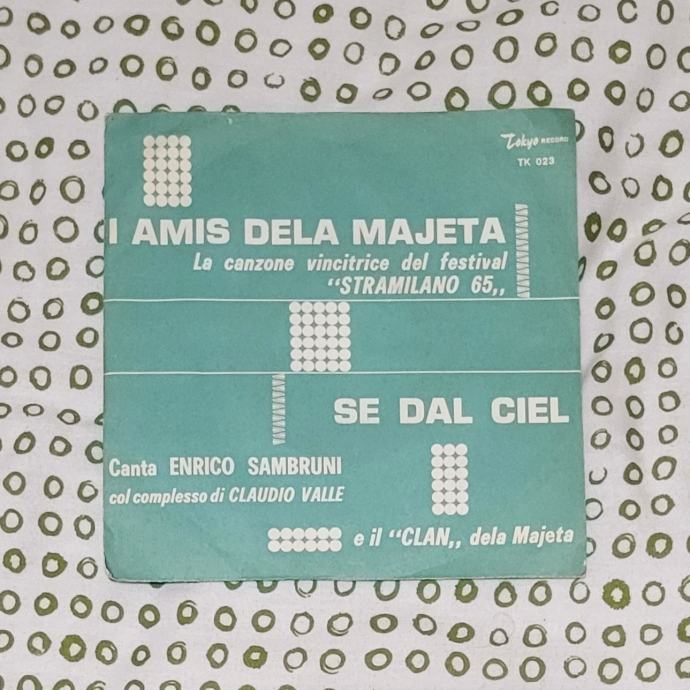 Tokyo RECORD
TK 023
I AMIS DELA MAJETA
La canzone vincitrice del festival
"STRAMILANO 65,,
SE DAL CIEL
Canta ENRICO SAMBRUNI
col complesso di CLAUDIO VALLE
e il "CLAN,, dela Majeta